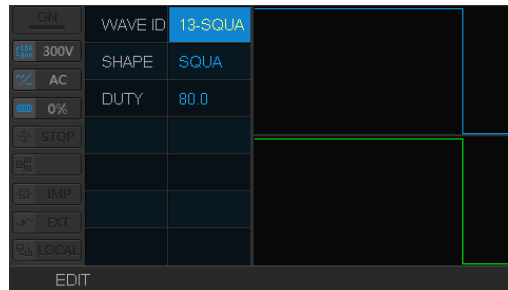 ON
WAVE ID 13-SQUA
300V
SHAPE SQUA
AC
DUTY 80.0
0%
STOP
IMP
EXT
LOCAL
EDIT